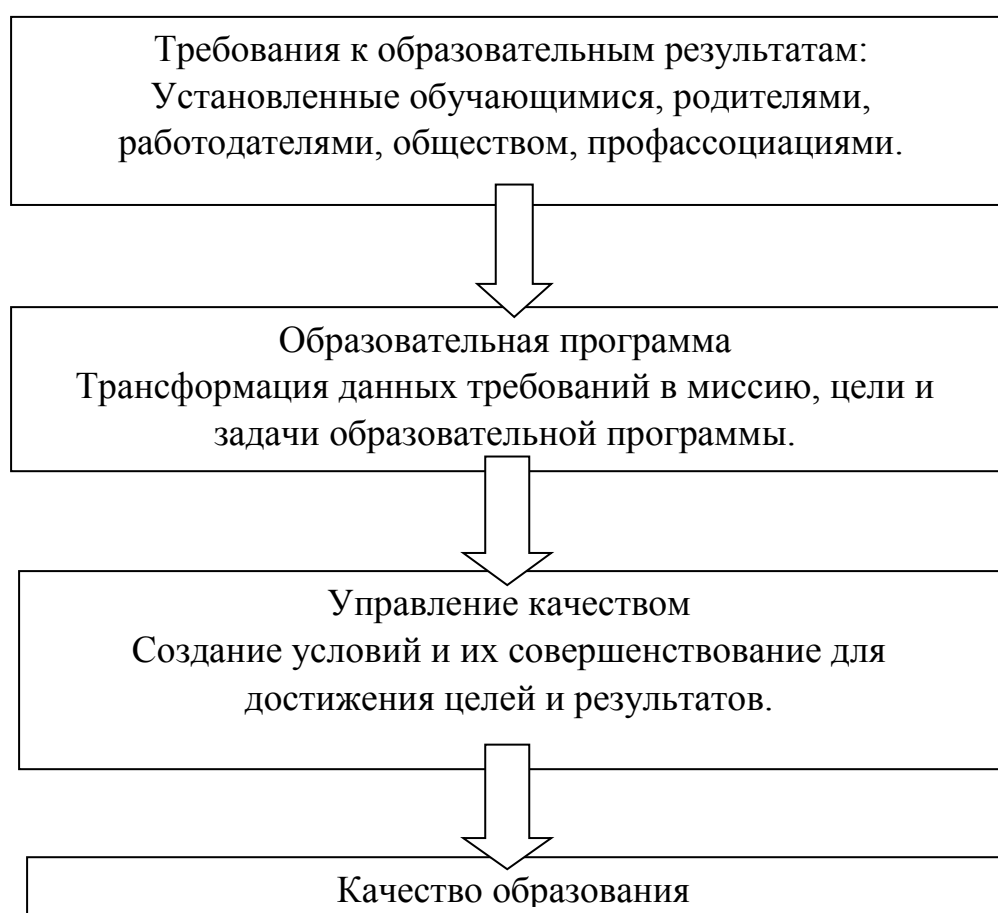 Требования к образовательным результатам:
Установленные обучающимися, родителями,
работодателями, обществом, профассоциациями.
Образовательная программа
Трансформация данных требований в миссию, цели и
задачи образовательной программы.
Управление качеством
Создание условий и их совершенствование для
достижения целей и результатов.
Качество образования